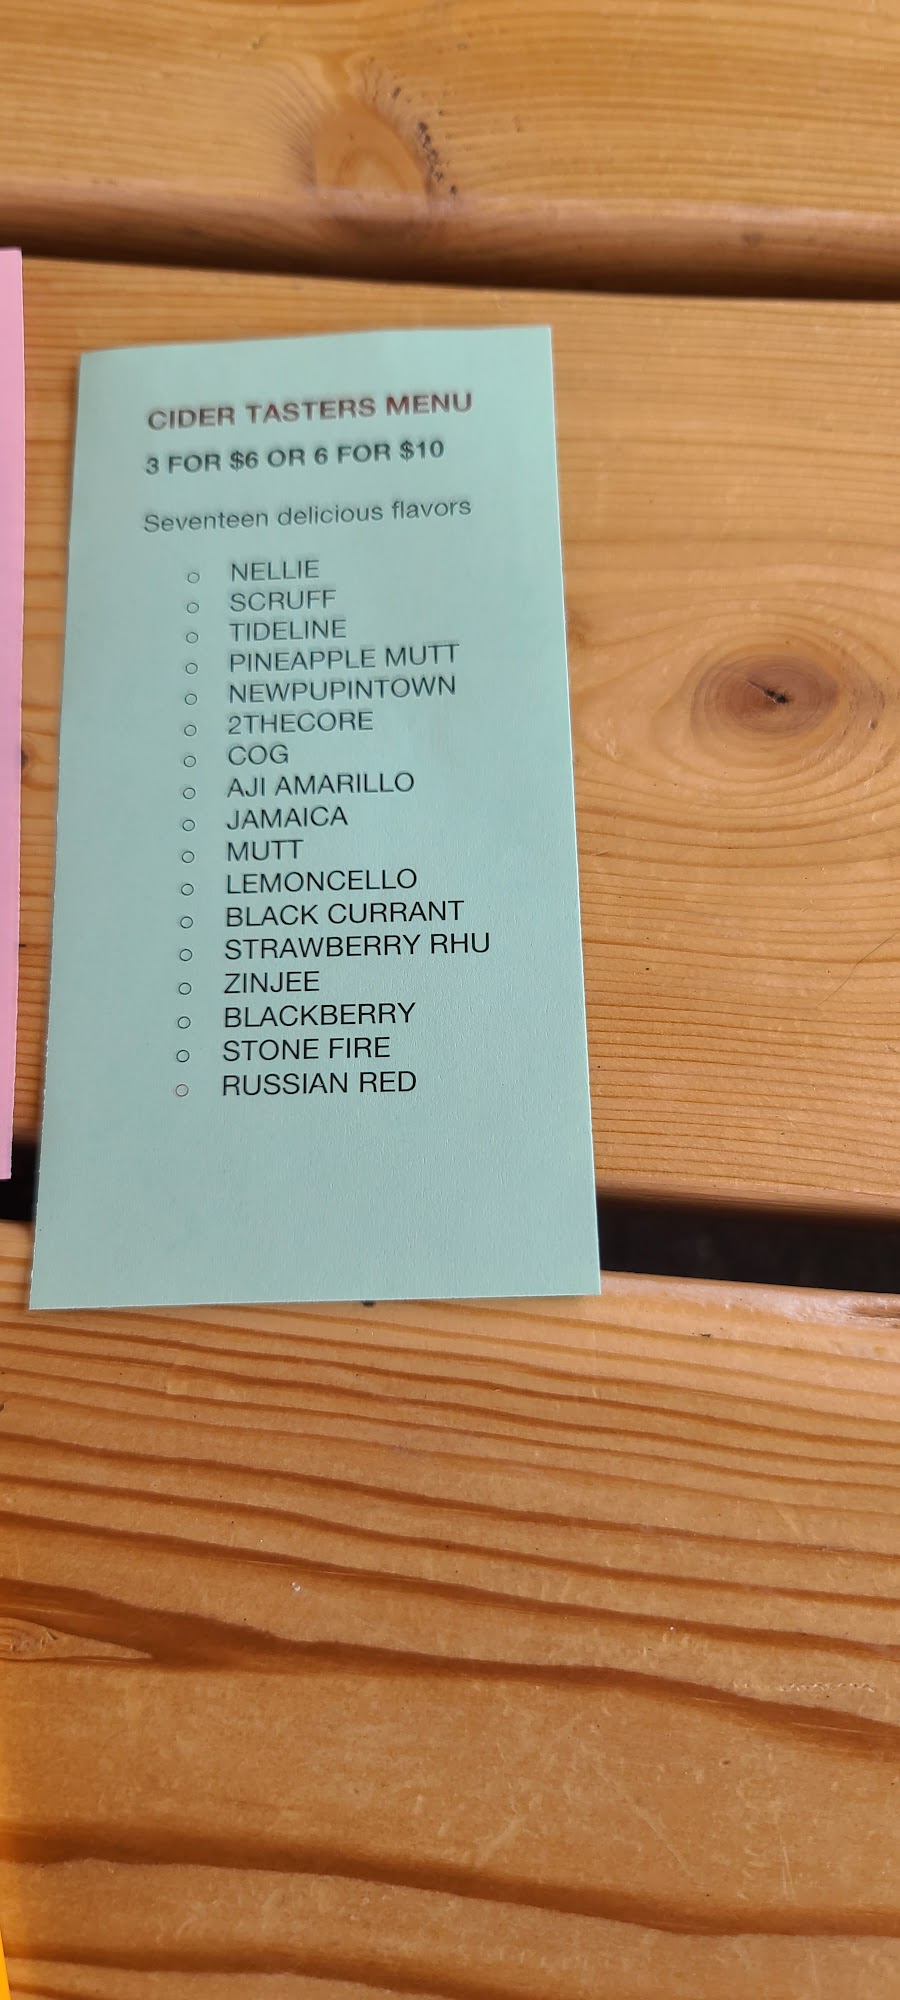 CIDER TASTERS MENU
3 FOR $6 OR 6 FOR $10
Seventeen delicious flavors
○ NELLIE
○ SCRUFF
○ TIDELINE
○ PINEAPPLE MUTT
○ NEWPUPINTOWN
○ 2THECORE
○ COG
○ AJI AMARILLO
○ JAMAICA
○ MUTT
○ LEMONCELLO
○ BLACK CURRANT
○ STRAWBERRY RHU
○ ZINJEE
○ BLACKBERRY
○ STONE FIRE
○ RUSSIAN RED